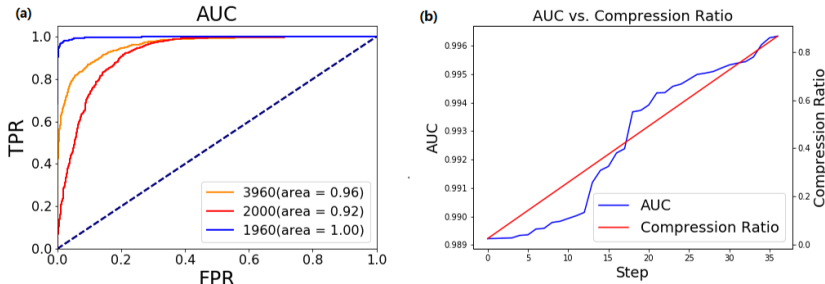 (a)
AUC
TPR
1.0
0.8
0.6
0.4
0.2
0.0
3960(area = 0.96)
2000(area = 0.92)
1960(area = 1.00)
0.0 0.2 0.4 0.6 0.8 1.0
FPR
(b)
AUC vs. Compression Ratio
AUC
0.996
0.995
0.994
0.993
0.992
0.991
0.990
0.989
0.8
0.6
0.4
0.2
0.0
Compression Ratio
AUC
Compression Ratio
0 5 10 15 20 25 30 35
Step